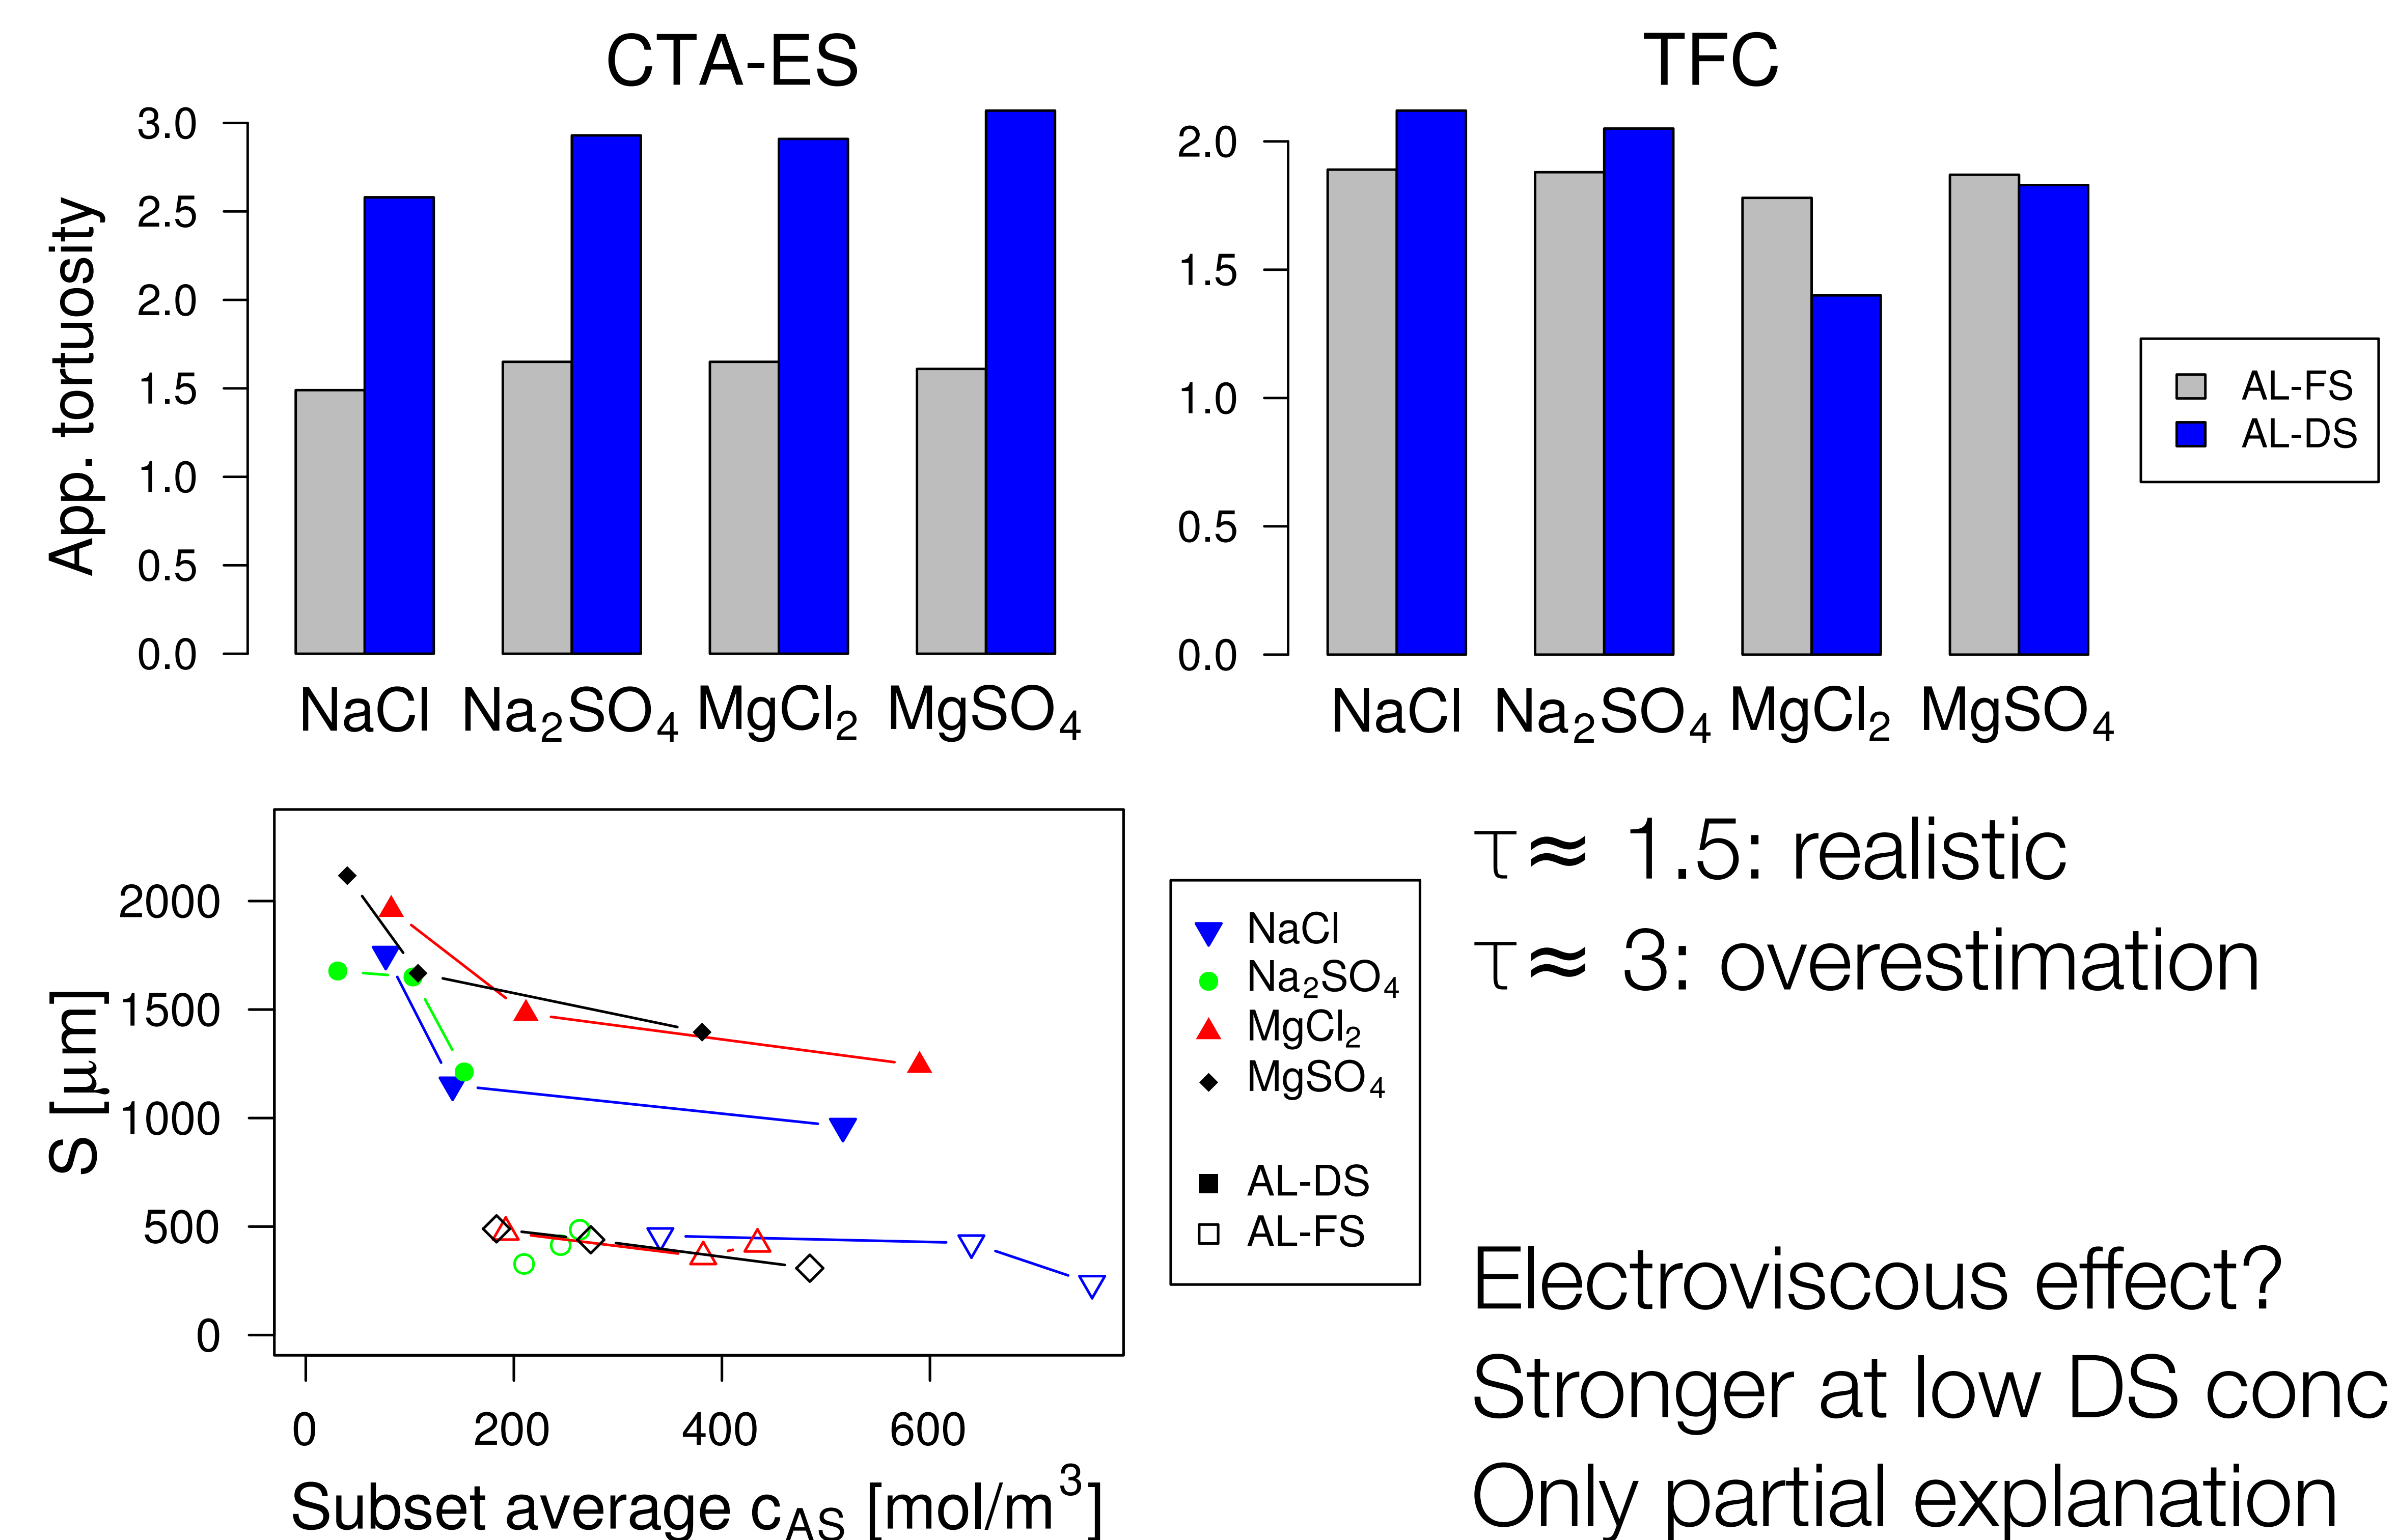 CTA-ES
TFC
App. tortuosity
3.0
2.5
2.0
1.5
1.0
0.5
0.0
NaCl Na₂SO₄ MgCl₂ MgSO₄
2.0
1.5
1.0
0.5
0.0
NaCl Na₂SO₄ MgCl₂ MgSO₄
AL-FS
AL-DS
S [µm]
2000
1500
1000
500
0
0 200 400 600
Subset average c_AS [mol/m³]
NaCl
Na₂SO₄
MgCl₂
MgSO₄
AL-DS
AL-FS
τ≈ 1.5: realistic
τ≈ 3: overestimation
Electroviscous effect?
Stronger at low DS conc
Only partial explanation